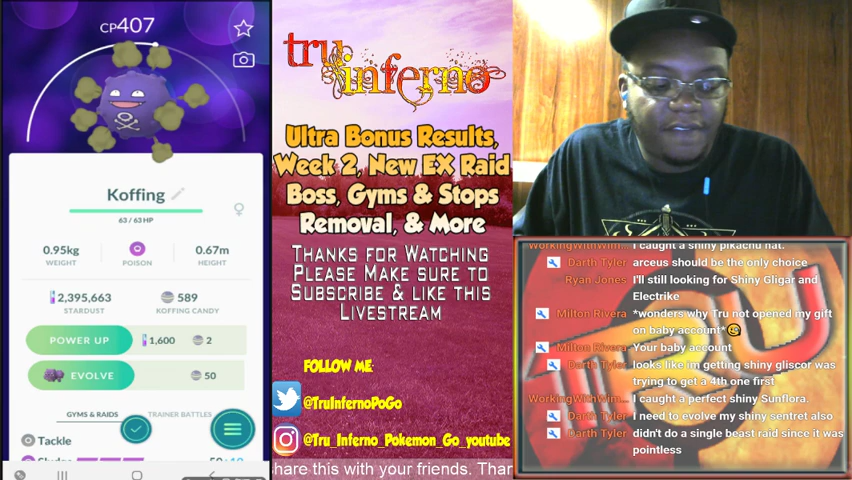 CP407
Koffing
63 / 63 HP
0.95kg
WEIGHT
POISON
0.67m
HEIGHT
2,395,663
STARDUST
589
KOFFING CANDY
POWER UP
1,600
2
EVOLVE
50
GYMS & RAIDS
TRAINER BATTLES
Tackle
tru
inferno
Ultra Bonus Results,
Week 2, New EX Raid
Boss, Gyms & Stops
Removal, & More
THANKS FOR WATCHING
PLEASE MAKE SURE TO
SUBSCRIBE & LIKE THIS
LIVESTREAM
FOLLOW ME
@TruInfernoPoGo
@Tru_Inferno_Pokemon_Go_youtube
share this with your friends. Than
WorkingWithWim... I caught a shiny pikachu hat.
Darth Tyler arceus should be the only choice
Ryan Jones I'll still looking for Shiny Gligar and
Electrike
Milton Rivera *wonders why Tru not opened my gift
on baby account*
Milton Rivera Your baby account
Darth Tyler looks like im getting shiny gliscor was
trying to get a 4th one first
WorkingWithWim... I caught a perfect shiny Sunflora.
Darth Tyler I need to evolve my shiny sentret also
Darth Tyler didn't do a single beast raid since it was
pointless